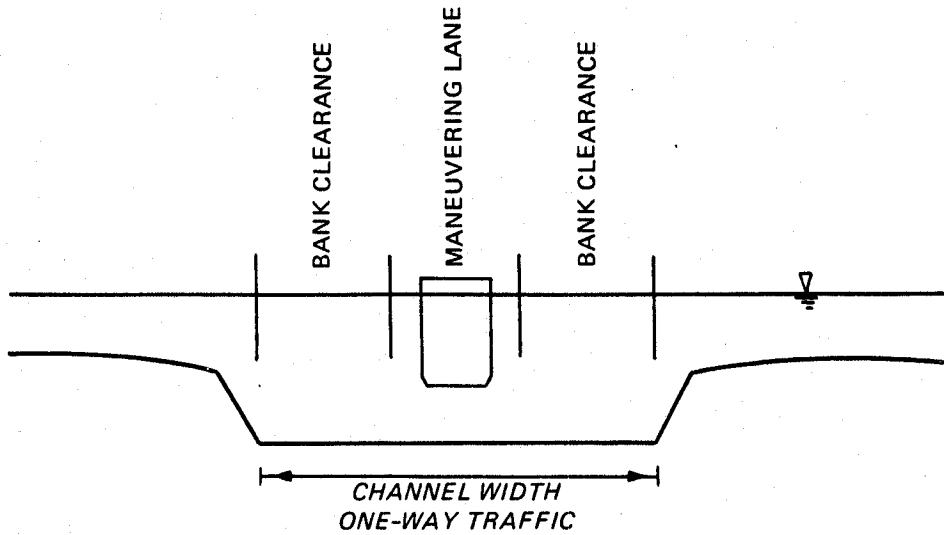 BANK CLEARANCE
MANEUVERING LANE
BANK CLEARANCE
CHANNEL WIDTH
ONE-WAY TRAFFIC